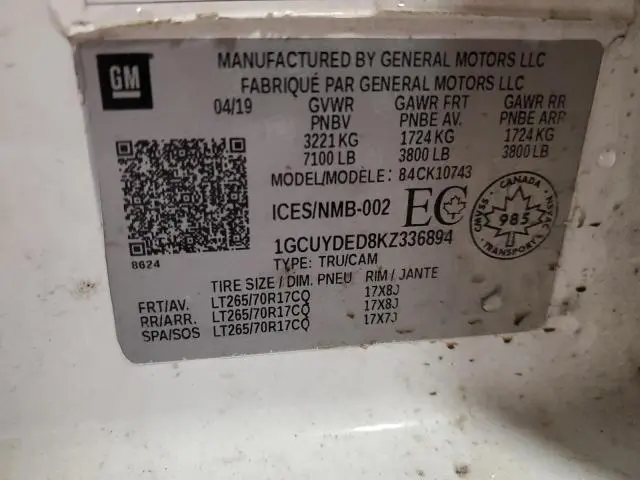 GM
MANUFACTURED BY GENERAL MOTORS LLC
FABRIQUÉ PAR GENERAL MOTORS LLC
04/19 GVWR GAWR FRT GAWR RR
PNBV PNBE AV. PNBE ARR
3221 KG 1724 KG 1724 KG
7100 LB 3800 LB 3800 LB
MODEL/MODÈLE: 84CK10743
ICES/NMB-002 EC
CANADA
CMVSS 985 NSVAC
TRANSPORT
1GCUYDED8KZ336894
8624 TYPE: TRU/CAM
TIRE SIZE / DIM. PNEU RIM / JANTE
FRT/AV. LT265/70R17CQ 17X8J
RR/ARR. LT265/70R17CQ 17X8J
SPA/SOS LT265/70R17CQ 17X7J